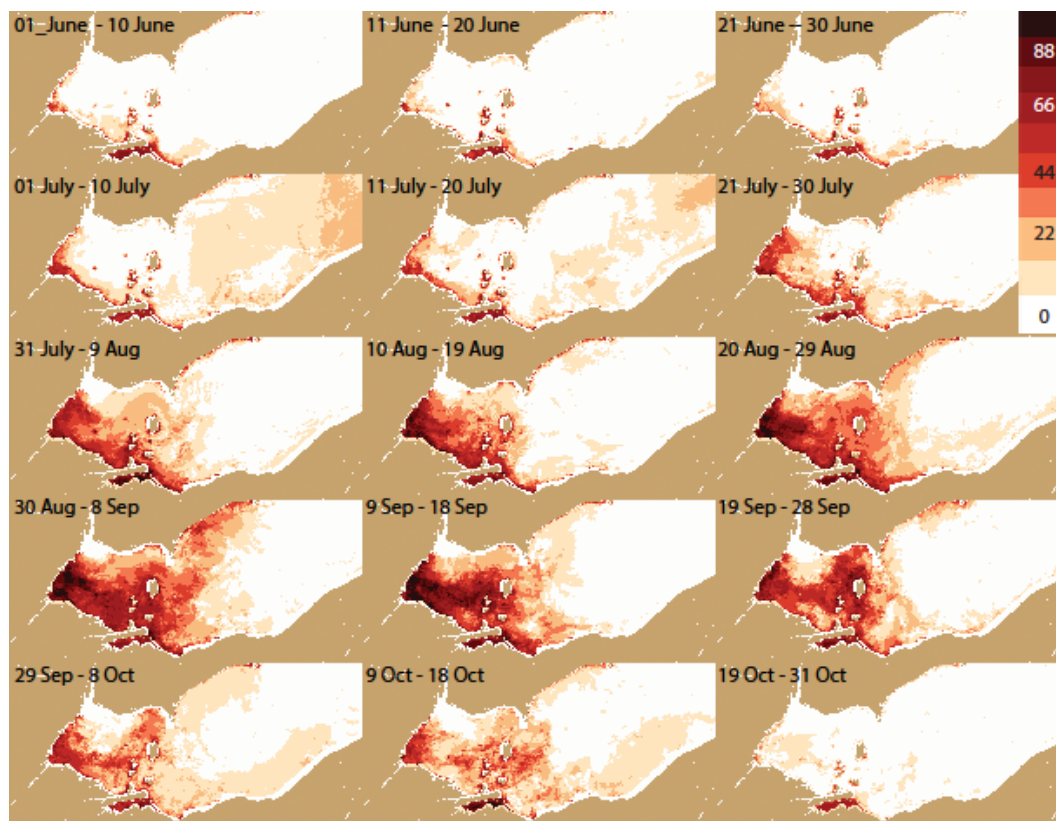 01_June - 10 June
11 June - 20 June
21 June - 30 June
88
66
44
22
0
01 July - 10 July
11 July - 20 July
21 July - 30 July
31 July - 9 Aug
10 Aug - 19 Aug
20 Aug - 29 Aug
30 Aug - 8 Sep
9 Sep - 18 Sep
19 Sep - 28 Sep
29 Sep - 8 Oct
9 Oct - 18 Oct
19 Oct - 31 Oct